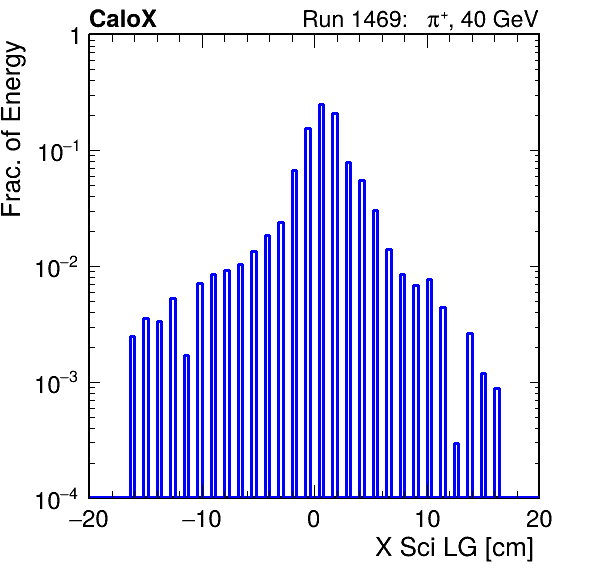 CaloX Run 1469: π⁺, 40 GeV
Frac. of Energy
1
10⁻¹
10⁻²
10⁻³
10⁻⁴
−20 −10 0 10 20
X Sci LG [cm]